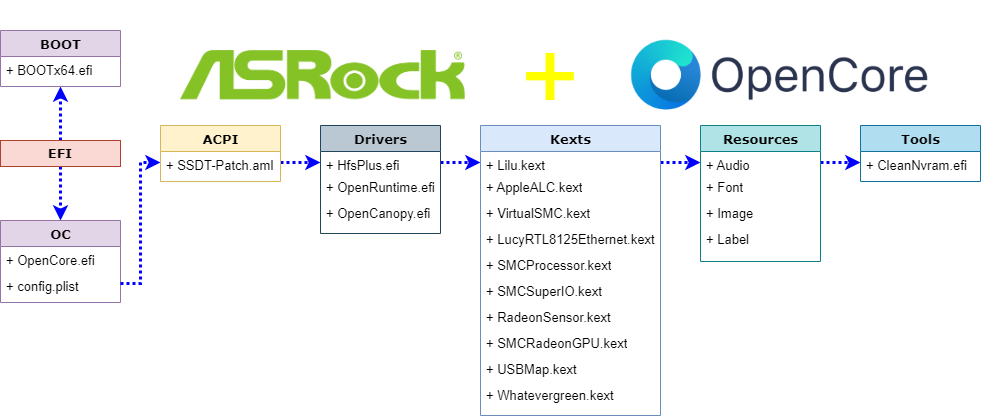 ASRock
+
OpenCore
BOOT
+ BOOTx64.efi
EFI
OC
+ OpenCore.efi
+ config.plist
ACPI
+ SSDT-Patch.aml
Drivers
+ HfsPlus.efi
+ OpenRuntime.efi
+ OpenCanopy.efi
Kexts
+ Lilu.kext
+ AppleALC.kext
+ VirtualSMC.kext
+ LucyRTL8125Ethernet.kext
+ SMCProcessor.kext
+ SMCSuperIO.kext
+ RadeonSensor.kext
+ SMCRadeonGPU.kext
+ USBMap.kext
+ Whatevergreen.kext
Resources
+ Audio
+ Font
+ Image
+ Label
Tools
+ CleanNvram.efi